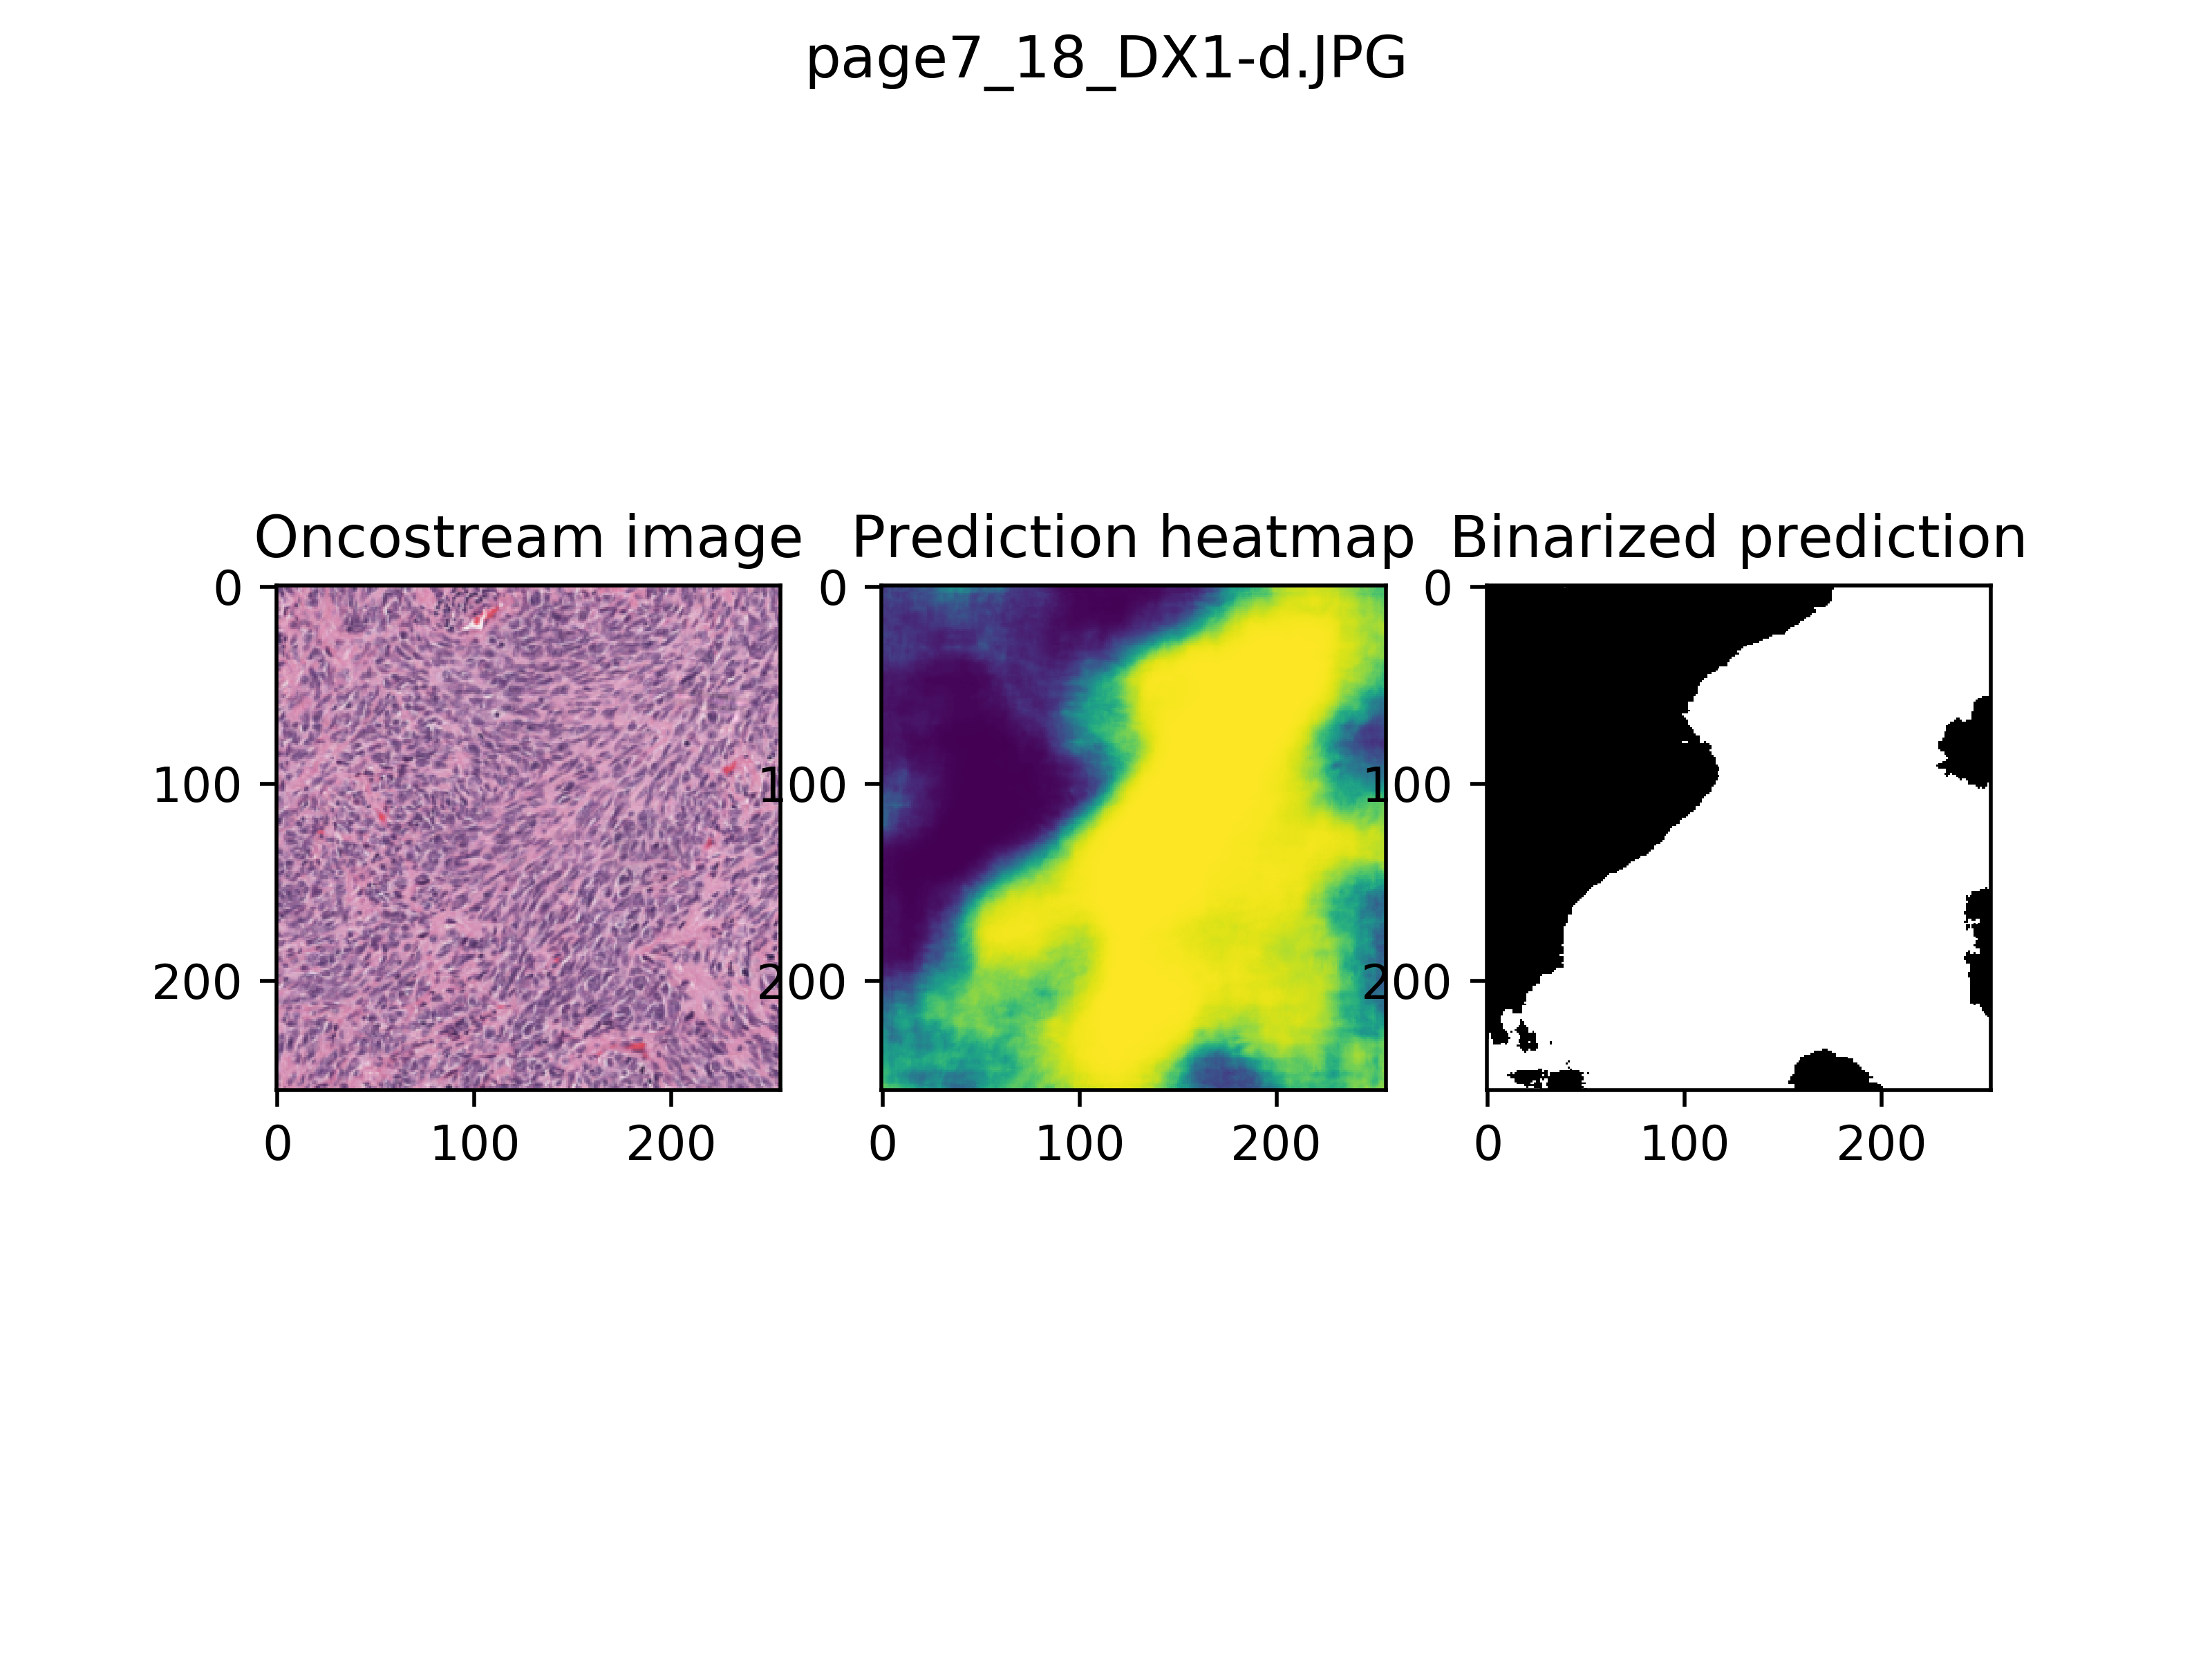 page7_18_DX1-d.JPG
Oncostream image Prediction heatmap Binarized prediction
0 0 0
100 100 100
200 200 200
0 100 200 0 100 200 0 100 200